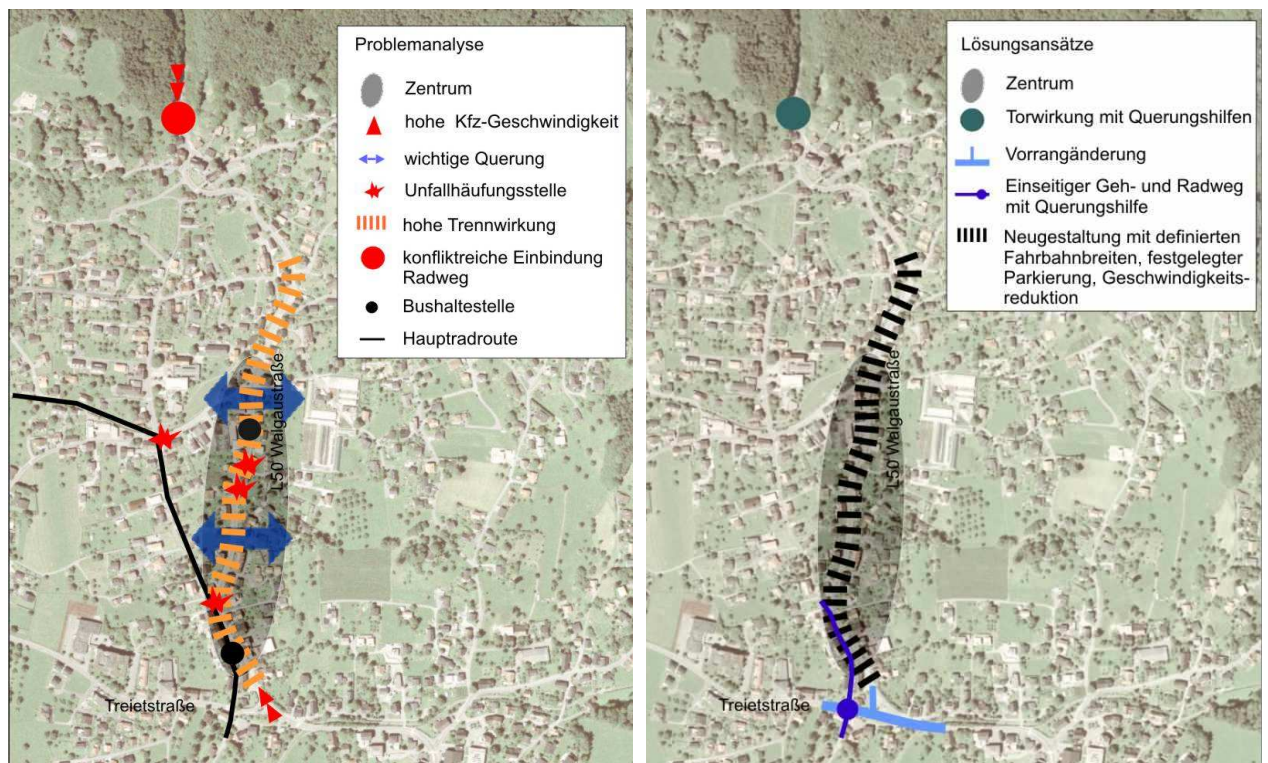 Problemanalyse
Zentrum
hohe Kfz-Geschwindigkeit
wichtige Querung
Unfallhäufungsstelle
hohe Trennwirkung
konfliktreiche Einbindung
Radweg
Bushaltestelle
Hauptradroute
L50 Walgaustraße
Treietstraße
Lösungsansätze
Zentrum
Torwirkung mit Querungshilfen
Vorrangänderung
Einseitiger Geh- und Radweg
mit Querungshilfe
Neugestaltung mit definierten
Fahrbahnbreiten, festgelegter
Parkierung, Geschwindigkeits-
reduktion
L50 Walgaustraße
Treietstraße